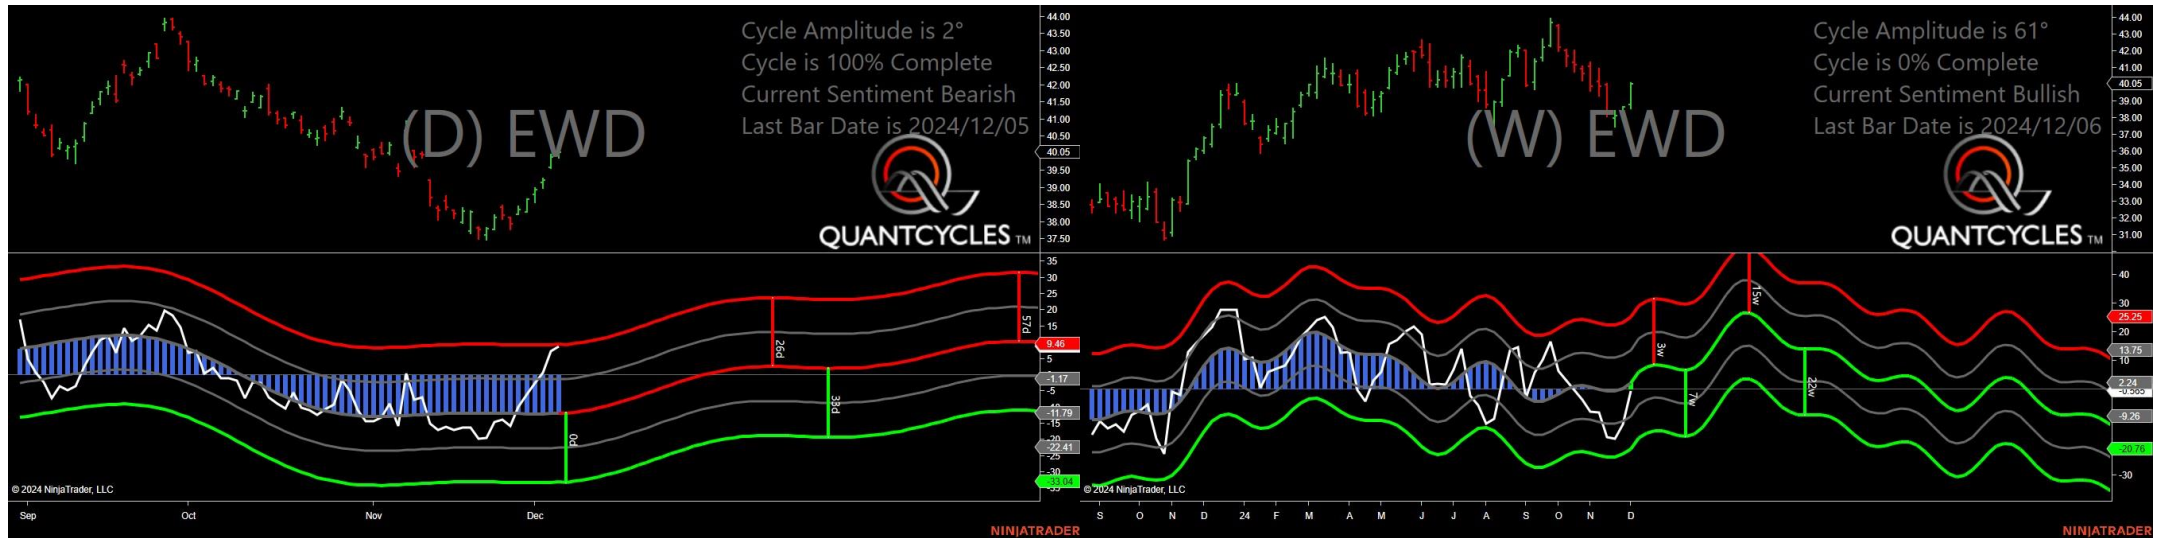 Cycle Amplitude is 2°
Cycle is 100% Complete
Current Sentiment Bearish
Last Bar Date is 2024/12/05
(D) EWD
QUANTCYCLES TM
44.00
43.50
43.00
42.50
42.00
41.50
41.00
40.50
40.05
39.50
39.00
38.50
38.00
37.50
35
30
25
20
15
9.46
5
-1.17
-5
-11.79
-15
-22.41
-25
-30
-33.04
26d
57d
0d
33d
© 2024 NinjaTrader, LLC
Sep
Oct
Nov
Dec
NINJATRADER
Cycle Amplitude is 61°
Cycle is 0% Complete
Current Sentiment Bullish
Last Bar Date is 2024/12/06
(W) EWD
QUANTCYCLES TM
44.00
43.00
42.00
41.00
40.05
39.00
38.00
37.00
36.00
35.00
34.00
33.00
32.00
31.00
40
30
25.25
20
13.75
10
2.24
-9.26
-20.76
-30
3w
15w
7w
22w
© 2024 NinjaTrader, LLC
S O N D 24 F M A M J J A S O N D
NINJATRADER